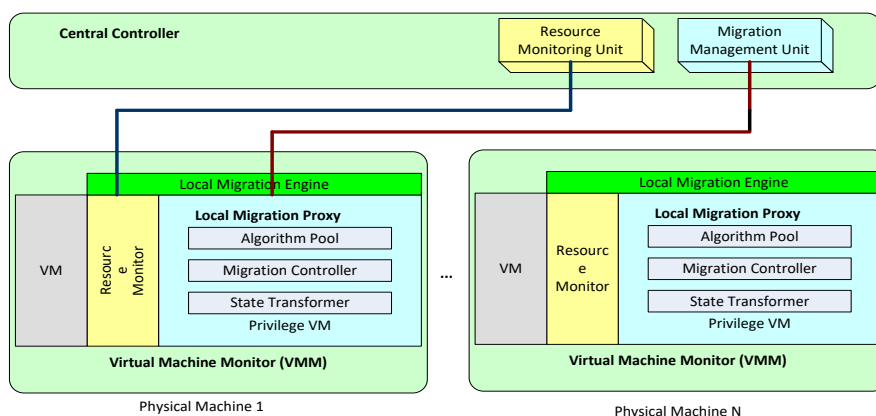 Central Controller
Resource
Monitoring Unit
Migration
Management Unit
Local Migration Engine
VM
Resourc
e
Monitor
Local Migration Proxy
Algorithm Pool
Migration Controller
State Transformer
Privilege VM
Virtual Machine Monitor (VMM)
Physical Machine 1
...
Local Migration Engine
VM
Resourc
e
Monitor
Local Migration Proxy
Algorithm Pool
Migration Controller
State Transformer
Privilege VM
Virtual Machine Monitor (VMM)
Physical Machine N